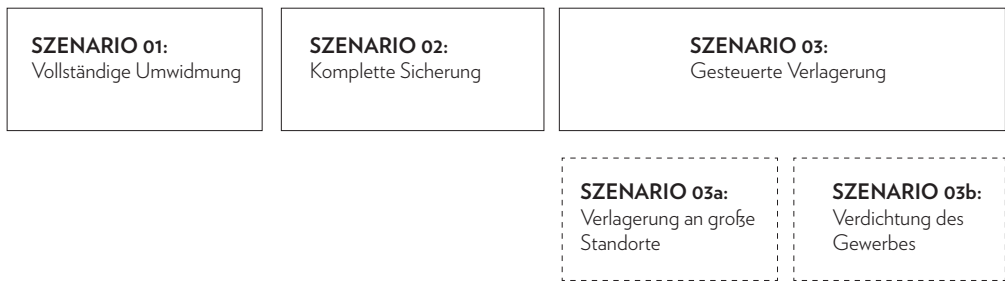 SZENARIO 01:
Vollständige Umwidmung
SZENARIO 02:
Komplette Sicherung
SZENARIO 03:
Gesteuerte Verlagerung
SZENARIO 03a:
Verlagerung an große
Standorte
SZENARIO 03b:
Verdichtung des
Gewerbes